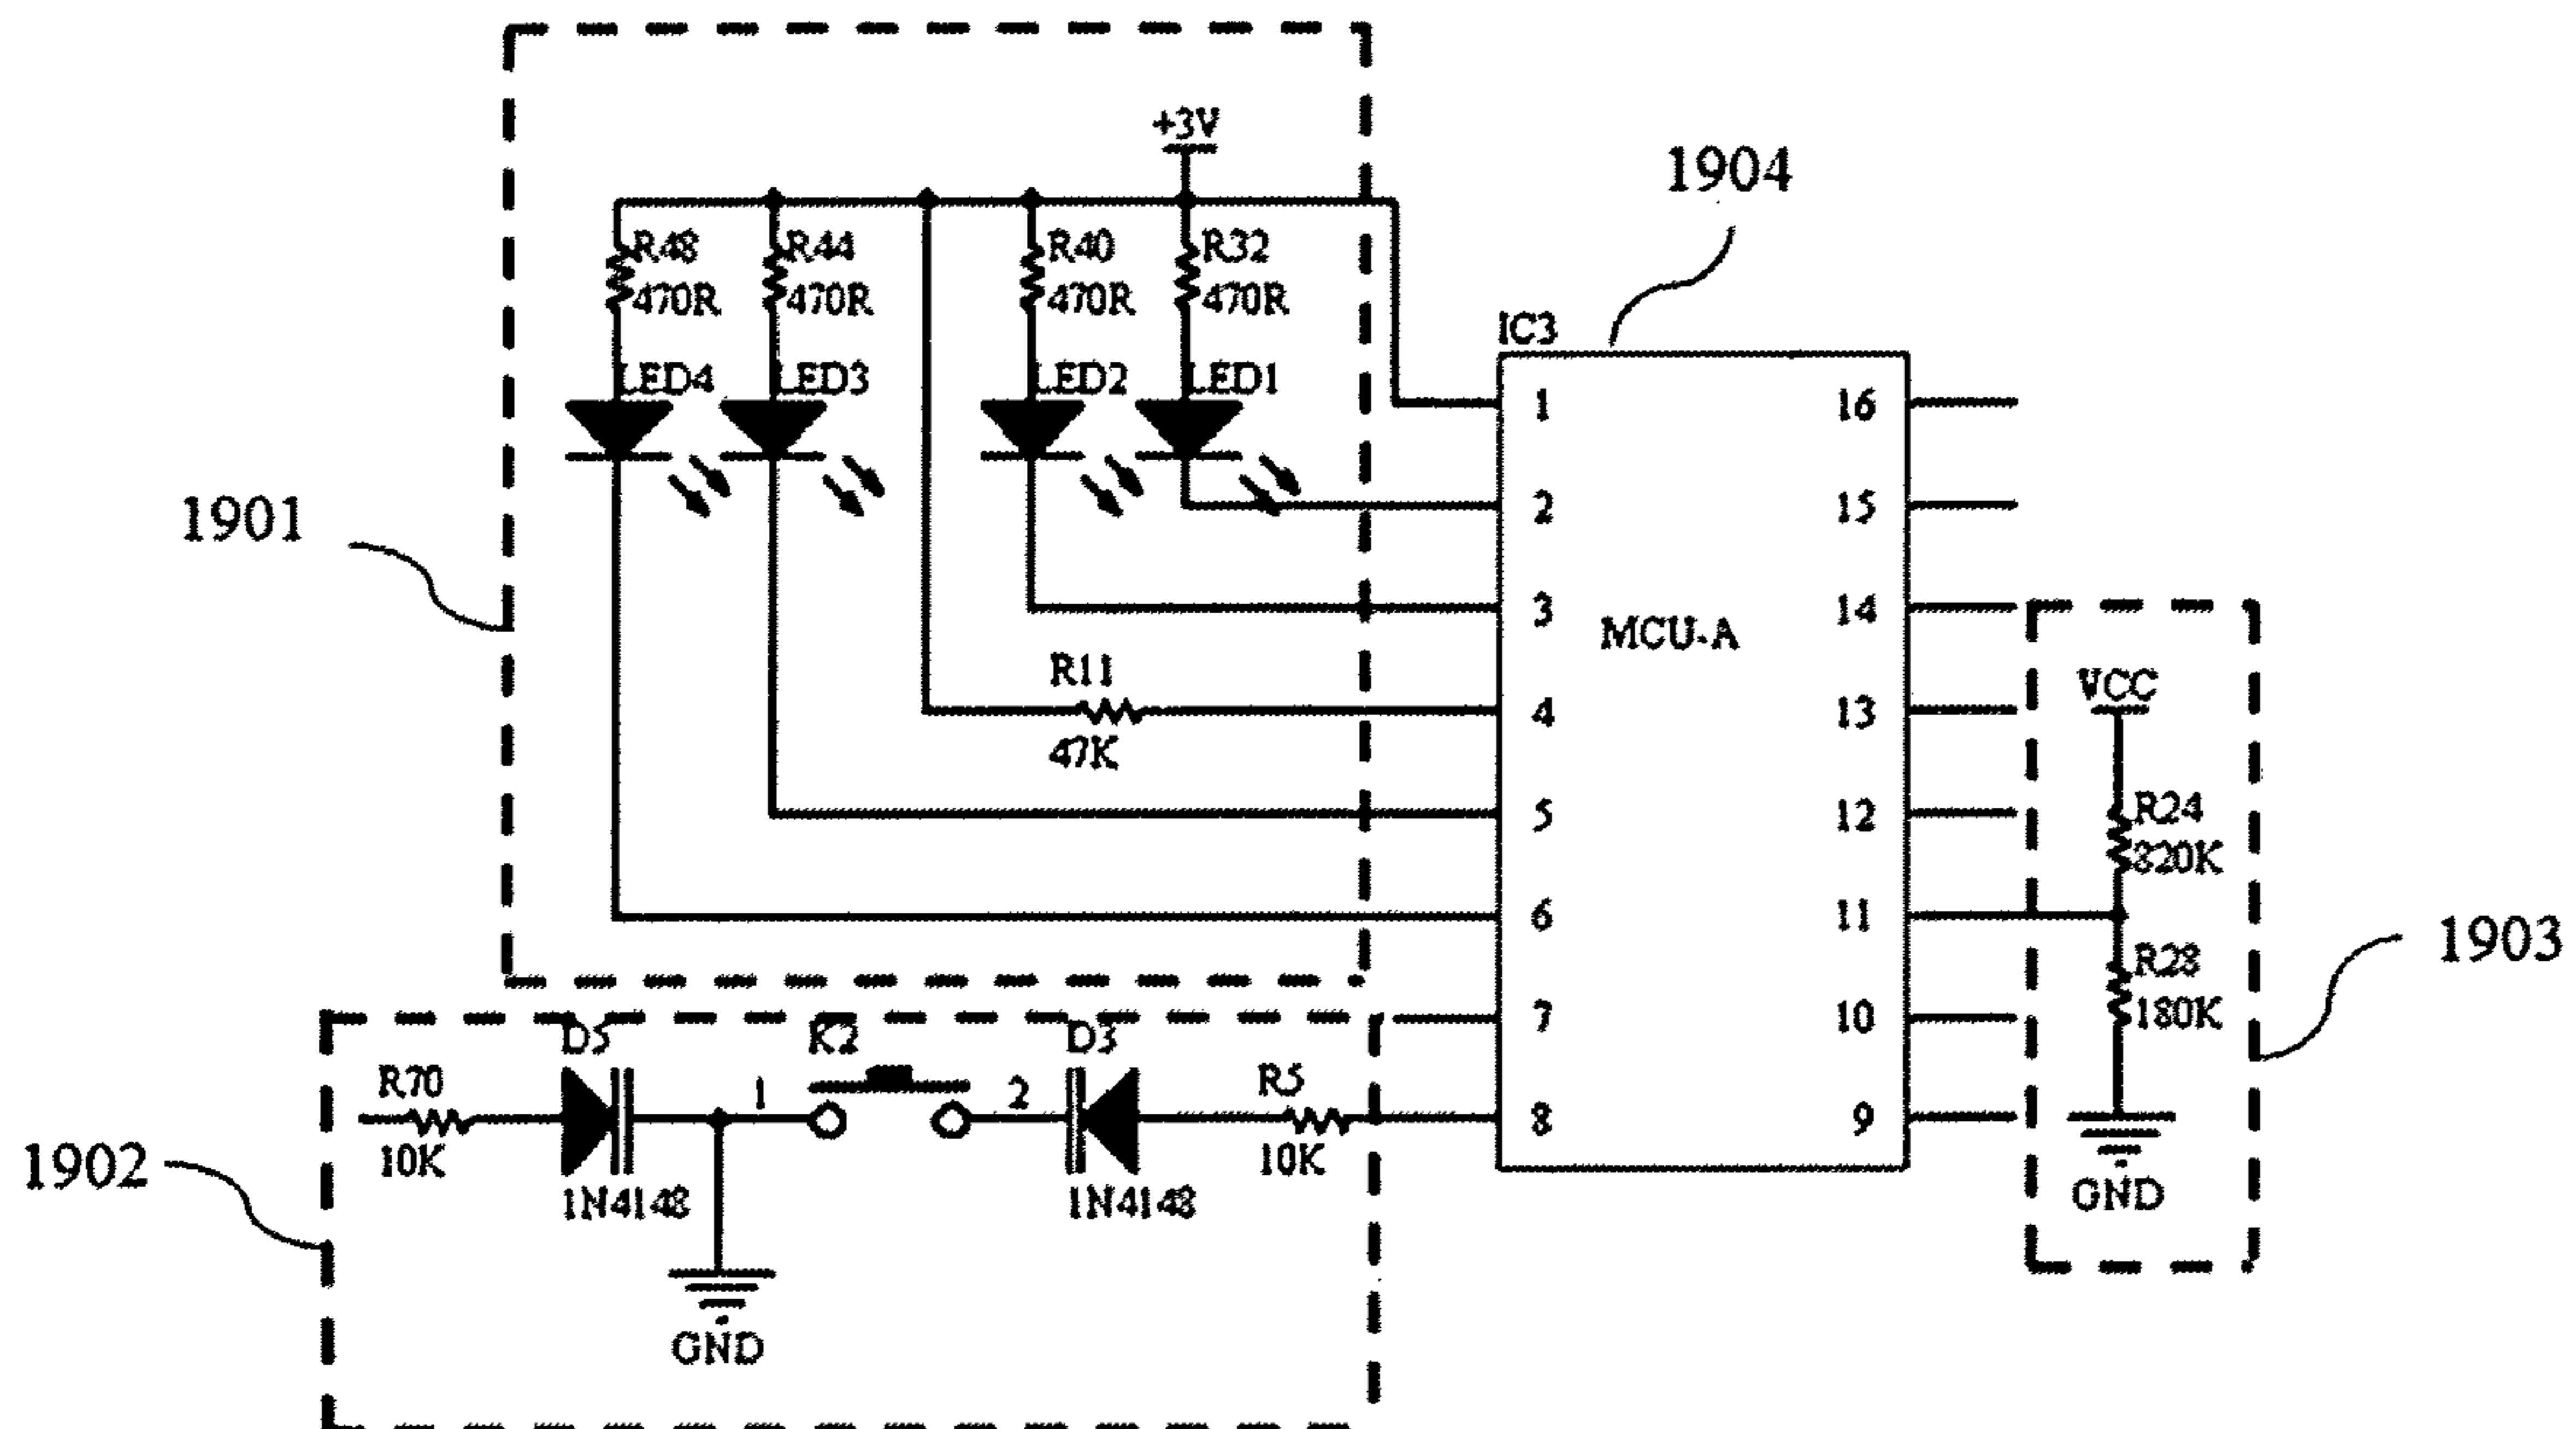 +3V
1904
R48
470R
R44
470R
R40
470R
R32
470R
IC3
LED4
LED3
LED2
LED1
1901
1
2
3
4
5
6
7
8
16
15
14
13
12
11
10
9
MCU-A
R11
47K
VCC
R24
820K
R28
180K
GND
1903
1902
R70
10K
D5
1N4148
1
K2
2
D3
1N4148
R5
10K
GND